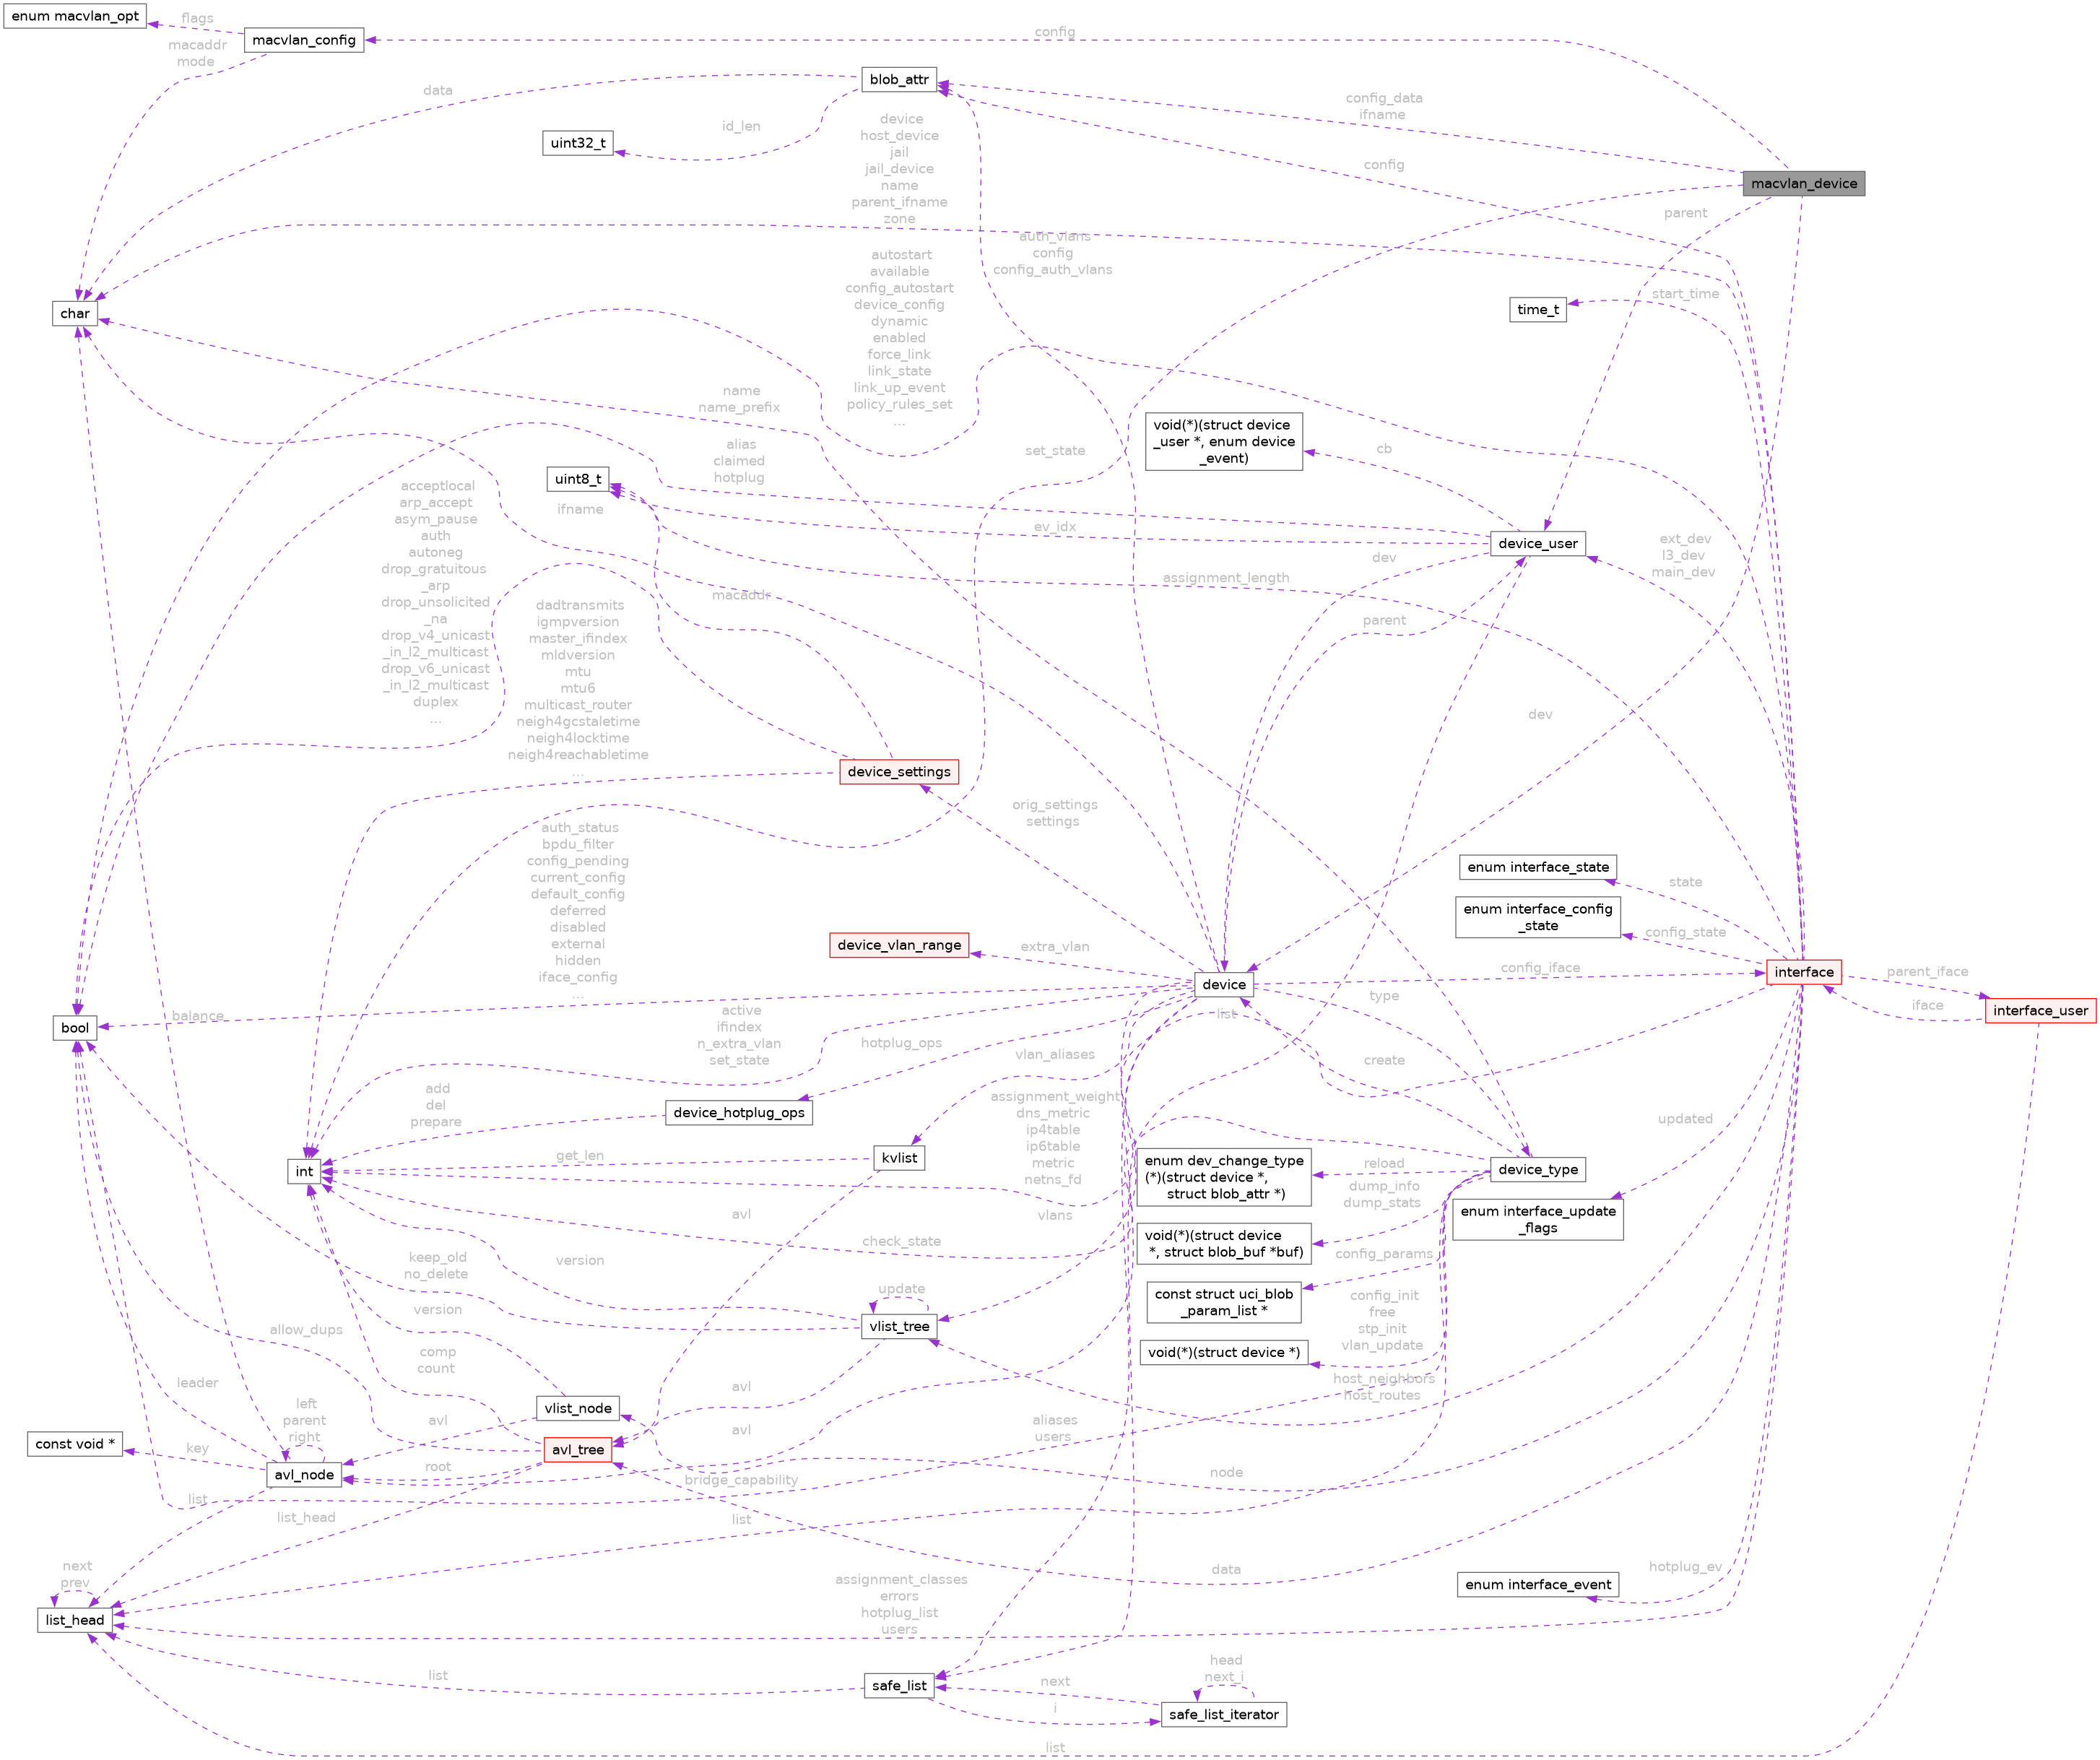 enum macvlan_opt
flags
macvlan_config
macaddr
mode
config
blob_attr
data
config_data
ifname
uint32_t
id_len
device
host_device
jail
jail_device
name
parent_ifname
zone
config
macvlan_device
parent
auth_vlans
config
config_auth_vlans
autostart
available
config_autostart
device_config
dynamic
enabled
force_link
link_state
link_up_event
policy_rules_set
...
char
start_time
time_t
name
name_prefix
void(*)(struct device
_user *, enum device
_event)
cb
set_state
alias
claimed
hotplug
uint8_t
ifname
acceptlocal
arp_accept
asym_pause
auth
autoneg
drop_gratuitous
_arp
drop_unsolicited
_na
drop_v4_unicast
_in_l2_multicast
drop_v6_unicast
_in_l2_multicast
duplex
...
ev_idx
device_user
ext_dev
l3_dev
main_dev
dev
assignment_length
macaddr
parent
dadtransmits
igmpversion
master_ifindex
mldversion
mtu
mtu6
multicast_router
neigh4gcstaletime
neigh4locktime
neigh4reachabletime
...
dev
device_settings
orig_settings
settings
auth_status
bpdu_filter
config_pending
current_config
default_config
deferred
disabled
external
hidden
iface_config
...
enum interface_state
state
enum interface_config
_state
config_state
device_vlan_range
extra_vlan
device
config_iface
interface
parent_iface
iface
interface_user
bool
balance
active
ifindex
n_extra_vlan
set_state
list
type
hotplug_ops
vlan_aliases
create
add
del
prepare
device_hotplug_ops
assignment_weight
dns_metric
ip4table
ip6table
metric
netns_fd
updated
int
get_len
kvlist
enum dev_change_type
(*)(struct device *,
struct blob_attr *)
reload
device_type
dump_info
dump_stats
enum interface_update
_flags
avl
vlans
check_state
void(*)(struct device
*, struct blob_buf *buf)
keep_old
no_delete
version
config_params
update
const struct uci_blob
_param_list *
version
vlist_tree
config_init
free
stp_init
vlan_update
allow_dups
comp
count
void(*)(struct device *)
leader
avl
host_neighbors
host_routes
left
parent
right
avl
vlist_node
aliases
users
avl
const void *
key
avl_tree
avl_node
root
bridge_capability
node
list
list_head
list
data
hotplug_ev
enum interface_event
next
prev
assignment_classes
errors
hotplug_list
users
list_head
list
safe_list
next
i
head
next_i
safe_list_iterator
list